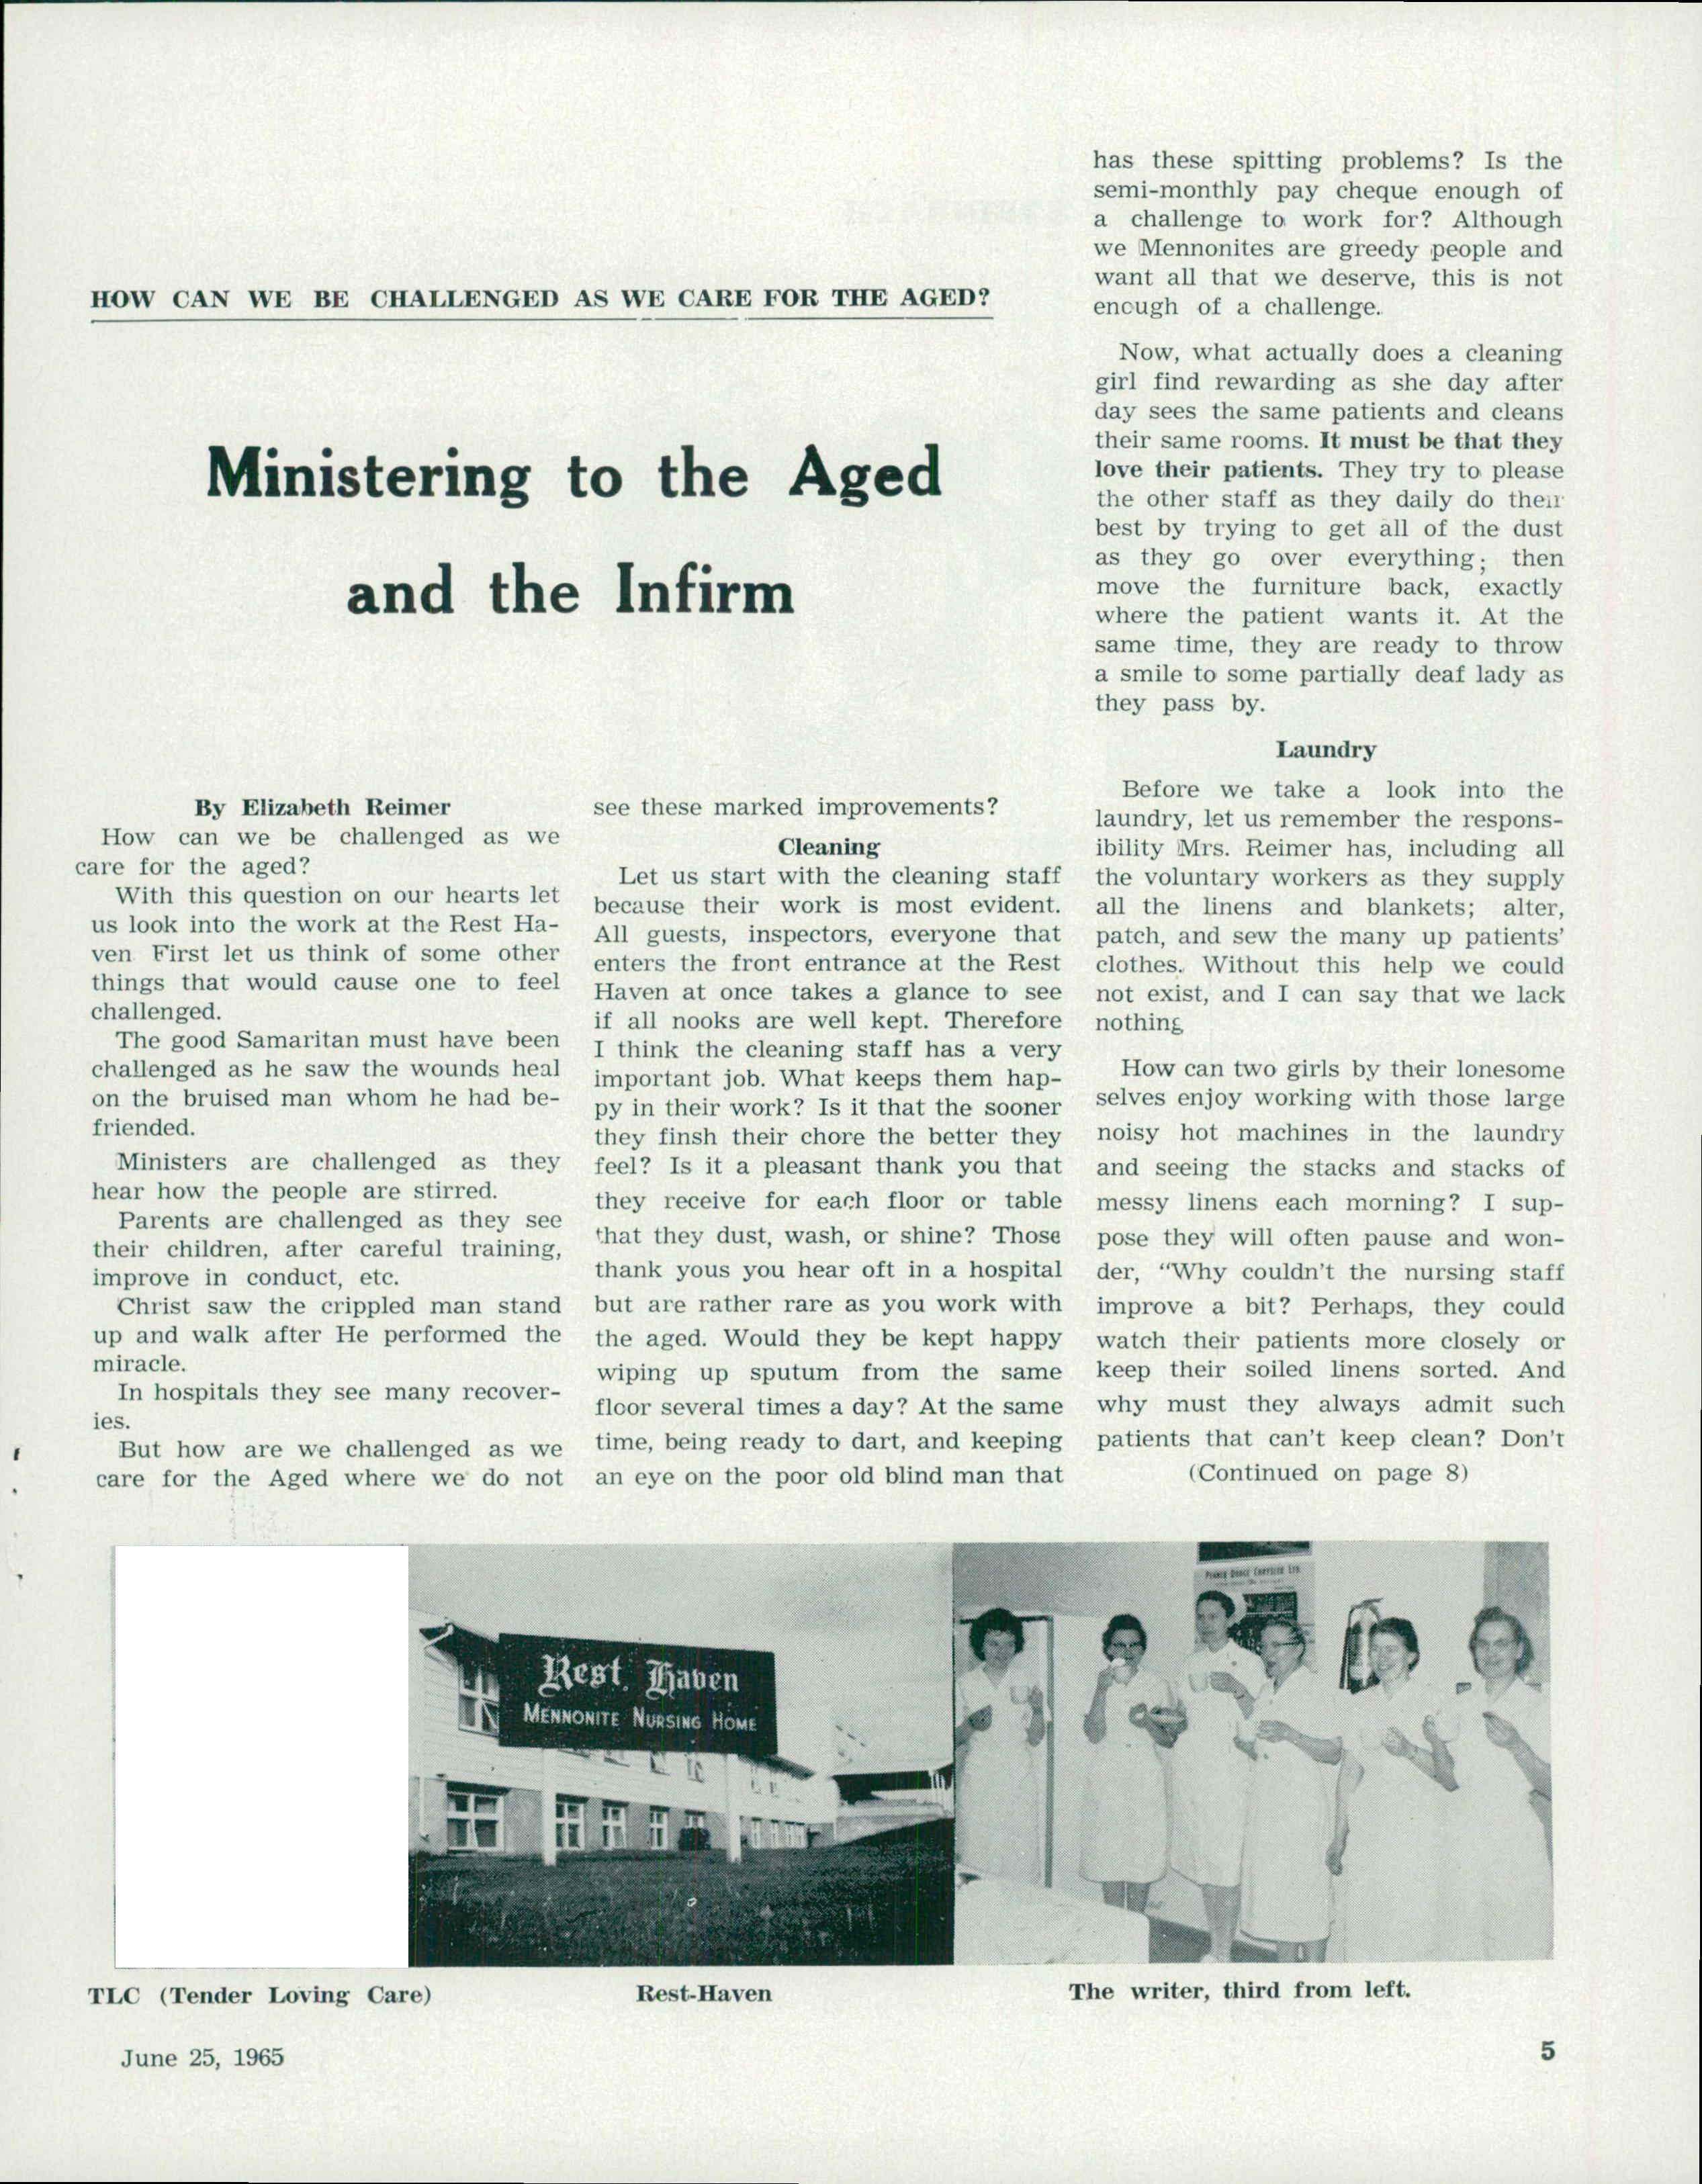 HOW CAN WE BE CHALLENGED AS WE CARE FOR THE AGED?
Ministering to the Aged
and the Infirm
By Elizabeth Reimer
How can we be challenged as we
care for the aged?
With this question on our hearts let
us look into the work at the Rest Ha-
ven First let us think of some other
things that would cause one to feel
challenged.
The good Samaritan must have been
challenged as he saw the wounds heal
on the bruised man whom he had be-
friended.
Ministers are challenged as they
hear how the people are stirred.
Parents are challenged as they see
their children, after careful training,
improve in conduct, etc.
Christ saw the crippled man stand
up and walk after He performed the
miracle.
In hospitals they see many recover-
ies.
But how are we challenged as we
care for the Aged where we do not
see these marked improvements?
Cleaning
Let us start with the cleaning staff
because their work is most evident.
All guests, inspectors, everyone that
enters the front entrance at the Rest
Haven at once takes a glance to see
if all nooks are well kept. Therefore
I think the cleaning staff has a very
important job. What keeps them hap-
py in their work? Is it that the sooner
they finsh their chore the better they
feel? Is it a pleasant thank you that
they receive for each floor or table
that they dust, wash, or shine? Those
thank yous you hear oft in a hospital
but are rather rare as you work with
the aged. Would they be kept happy
wiping up sputum from the same
floor several times a day? At the same
time, being ready to dart, and keeping
an eye on the poor old blind man that
has these spitting problems? Is the
semi-monthly pay cheque enough of
a challenge to work for? Although
we Mennonites are greedy people and
want all that we deserve, this is not
enough of a challenge.
Now, what actually does a cleaning
girl find rewarding as she day after
day sees the same patients and cleans
their same rooms. It must be that they
love their patients. They try to please
the other staff as they daily do their
best by trying to get all of the dust
as they go over everything; then
move the furniture back, exactly
where the patient wants it. At the
same time, they are ready to throw
a smile to some partially deaf lady as
they pass by.
Laundry
Before we take a look into the
laundry, let us remember the respons-
ibility Mrs. Reimer has, including all
the voluntary workers as they supply
all the linens and blankets; alter,
patch, and sew the many up patients'
clothes. Without this help we could
not exist, and I can say that we lack
nothing
How can two girls by their lonesome
selves enjoy working with those large
noisy hot machines in the laundry
and seeing the stacks and stacks of
messy linens each morning? I sup-
pose they will often pause and won-
der, "Why couldn't the nursing staff
improve a bit? Perhaps, they could
watch their patients more closely or
keep their soiled linens sorted. And
why must they always admit such
patients that can't keep clean? Don't
(Continued on page 8)
Rest Haven
MENNONITE NURSING HOME
PENNER DODGE CHRYSLER LTD.
TLC (Tender Loving Care)
Rest-Haven
The writer, third from left.
June 25, 1965
5